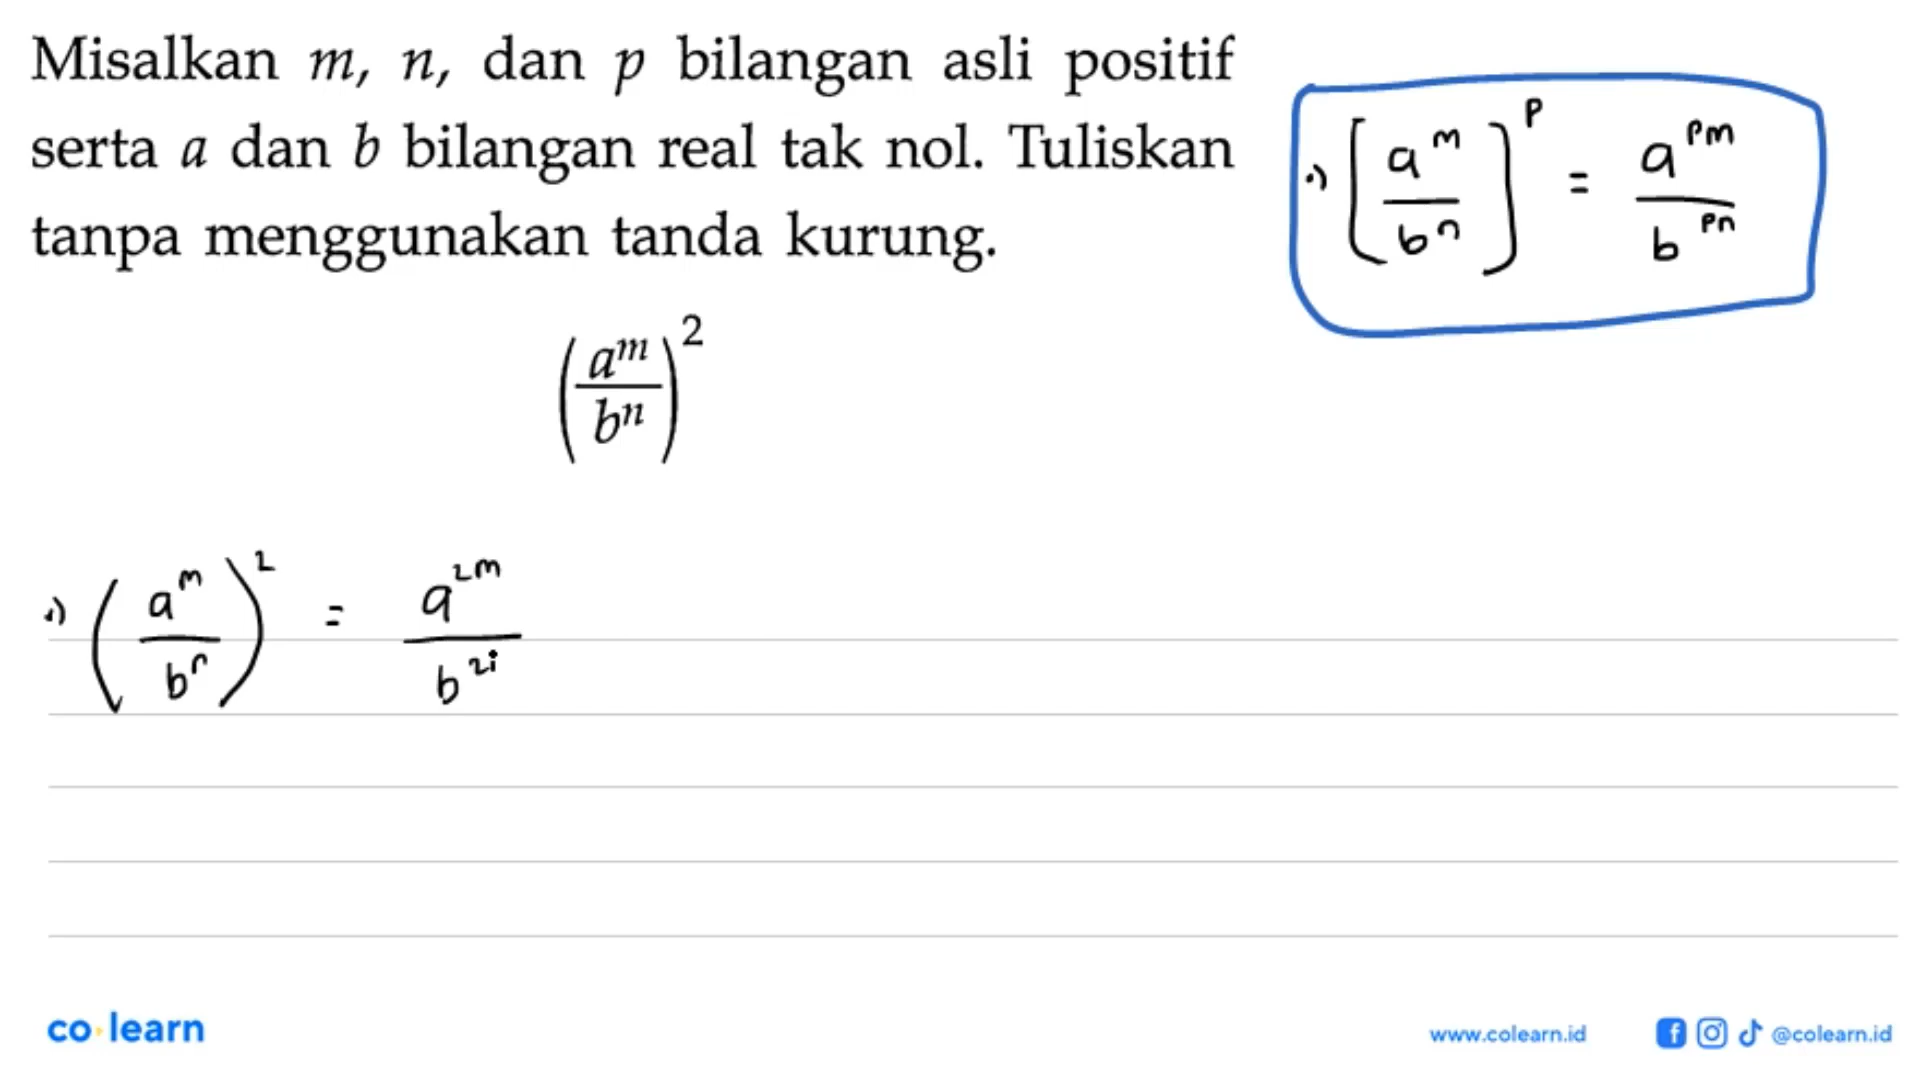 Misalkan m, n, dan p bilangan asli positif
serta a dan b bilangan real tak nol. Tuliskan
tanpa menggunakan tanda kurung.
(a^m/b^n)^2
•) [a^m/b^n]^p = a^pm/b^pn
•) (a^m/b^n)^2 = a^2m/b^2i
co learn
www.colearn.id
@colearn.id